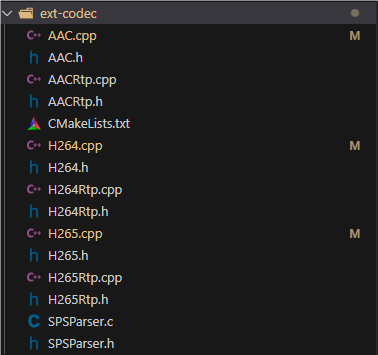 ext-codec
C++ AAC.cpp M
h AAC.h
C++ AACRtp.cpp
h AACRtp.h
CMakeLists.txt
C++ H264.cpp M
h H264.h
C++ H264Rtp.cpp
h H264Rtp.h
C++ H265.cpp M
h H265.h
C++ H265Rtp.cpp
h H265Rtp.h
C SPSParser.c
h SPSParser.h